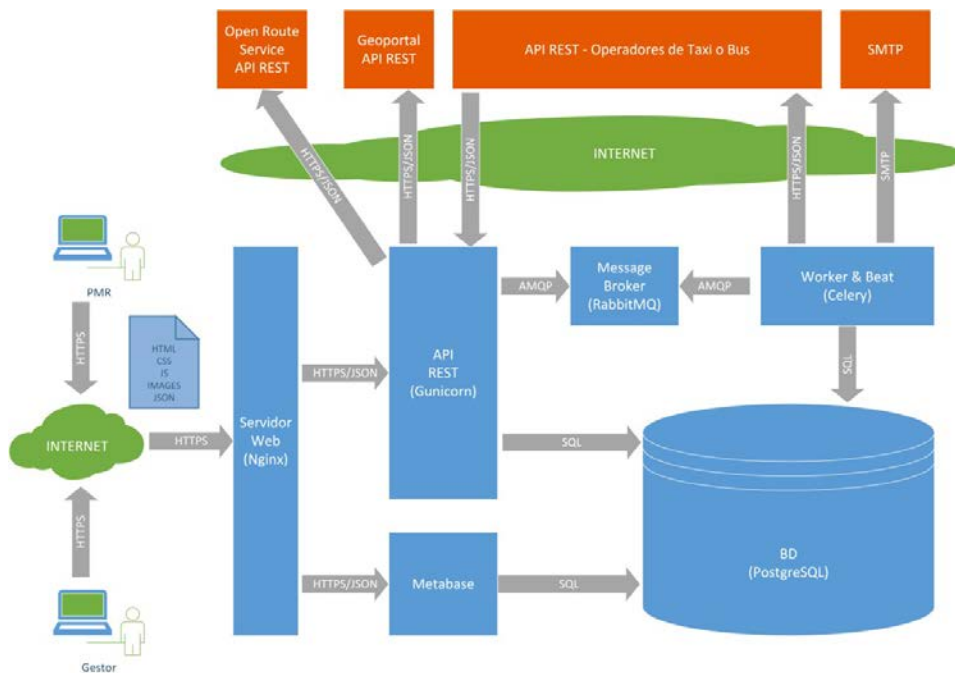 Open Route
Service
API REST
Geoportal
API REST
API REST - Operadores de Taxi o Bus
SMTP
INTERNET
HTTPS/JSON
HTTPS/JSON
HTTPS/JSON
HTTPS/JSON
SMTP
PMR
HTTPS
HTML
CSS
JS
IMAGES
JSON
INTERNET
HTTPS
HTTPS
Gestor
Servidor
Web
(Nginx)
HTTPS/JSON
HTTPS/JSON
API
REST
(Gunicorn)
AMQP
Message
Broker
(RabbitMQ)
AMQP
Worker & Beat
(Celery)
SQL
SQL
Metabase
SQL
BD
(PostgreSQL)